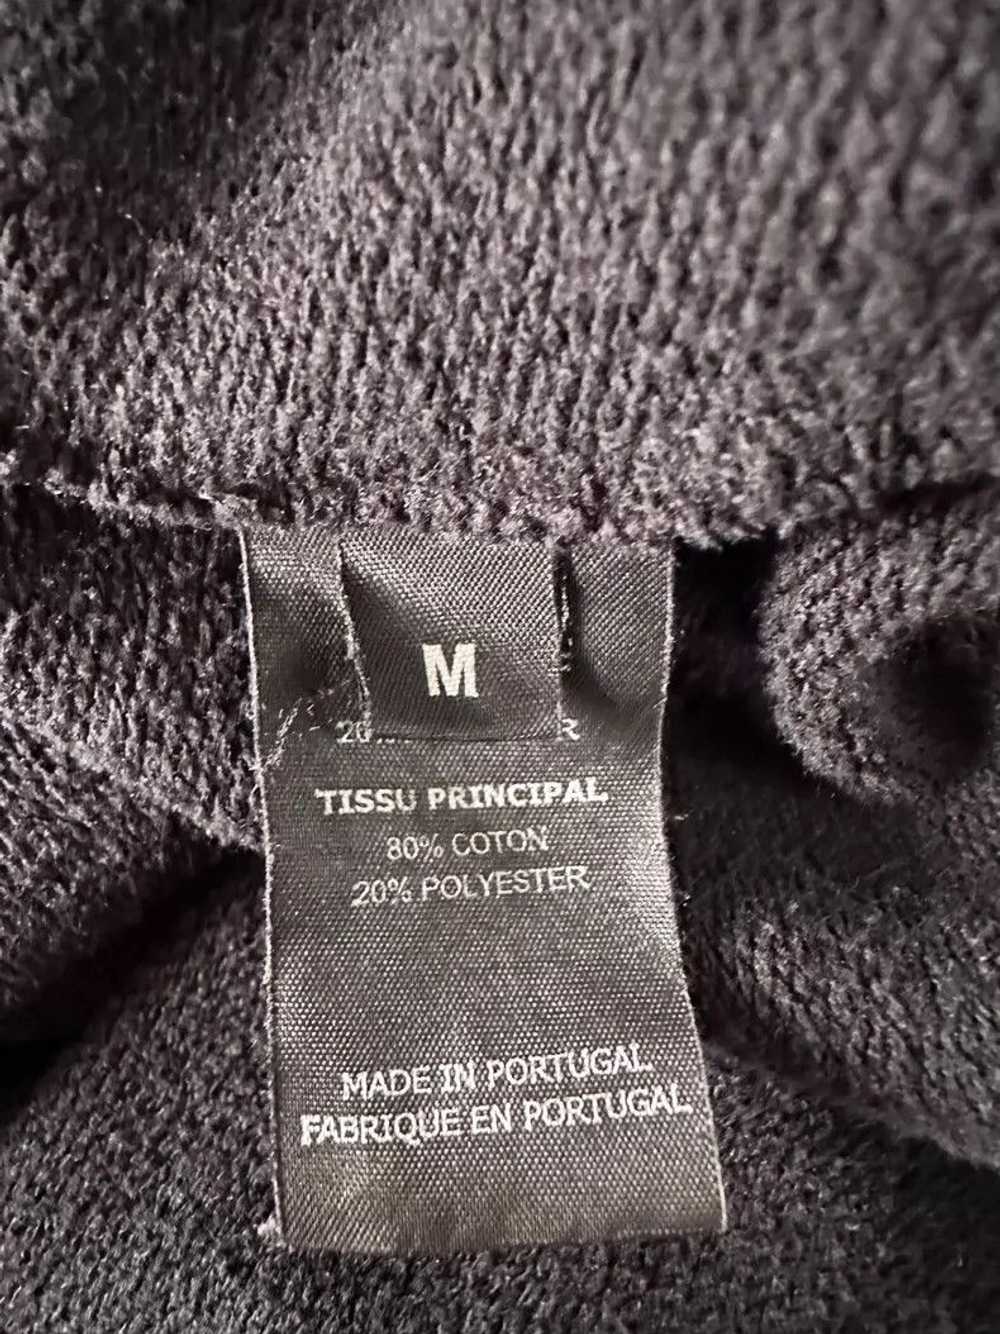 M
TISSU PRINCIPAL
80% COTON
20% POLYESTER
MADE IN PORTUGAL
FABRIQUE EN PORTUGAL